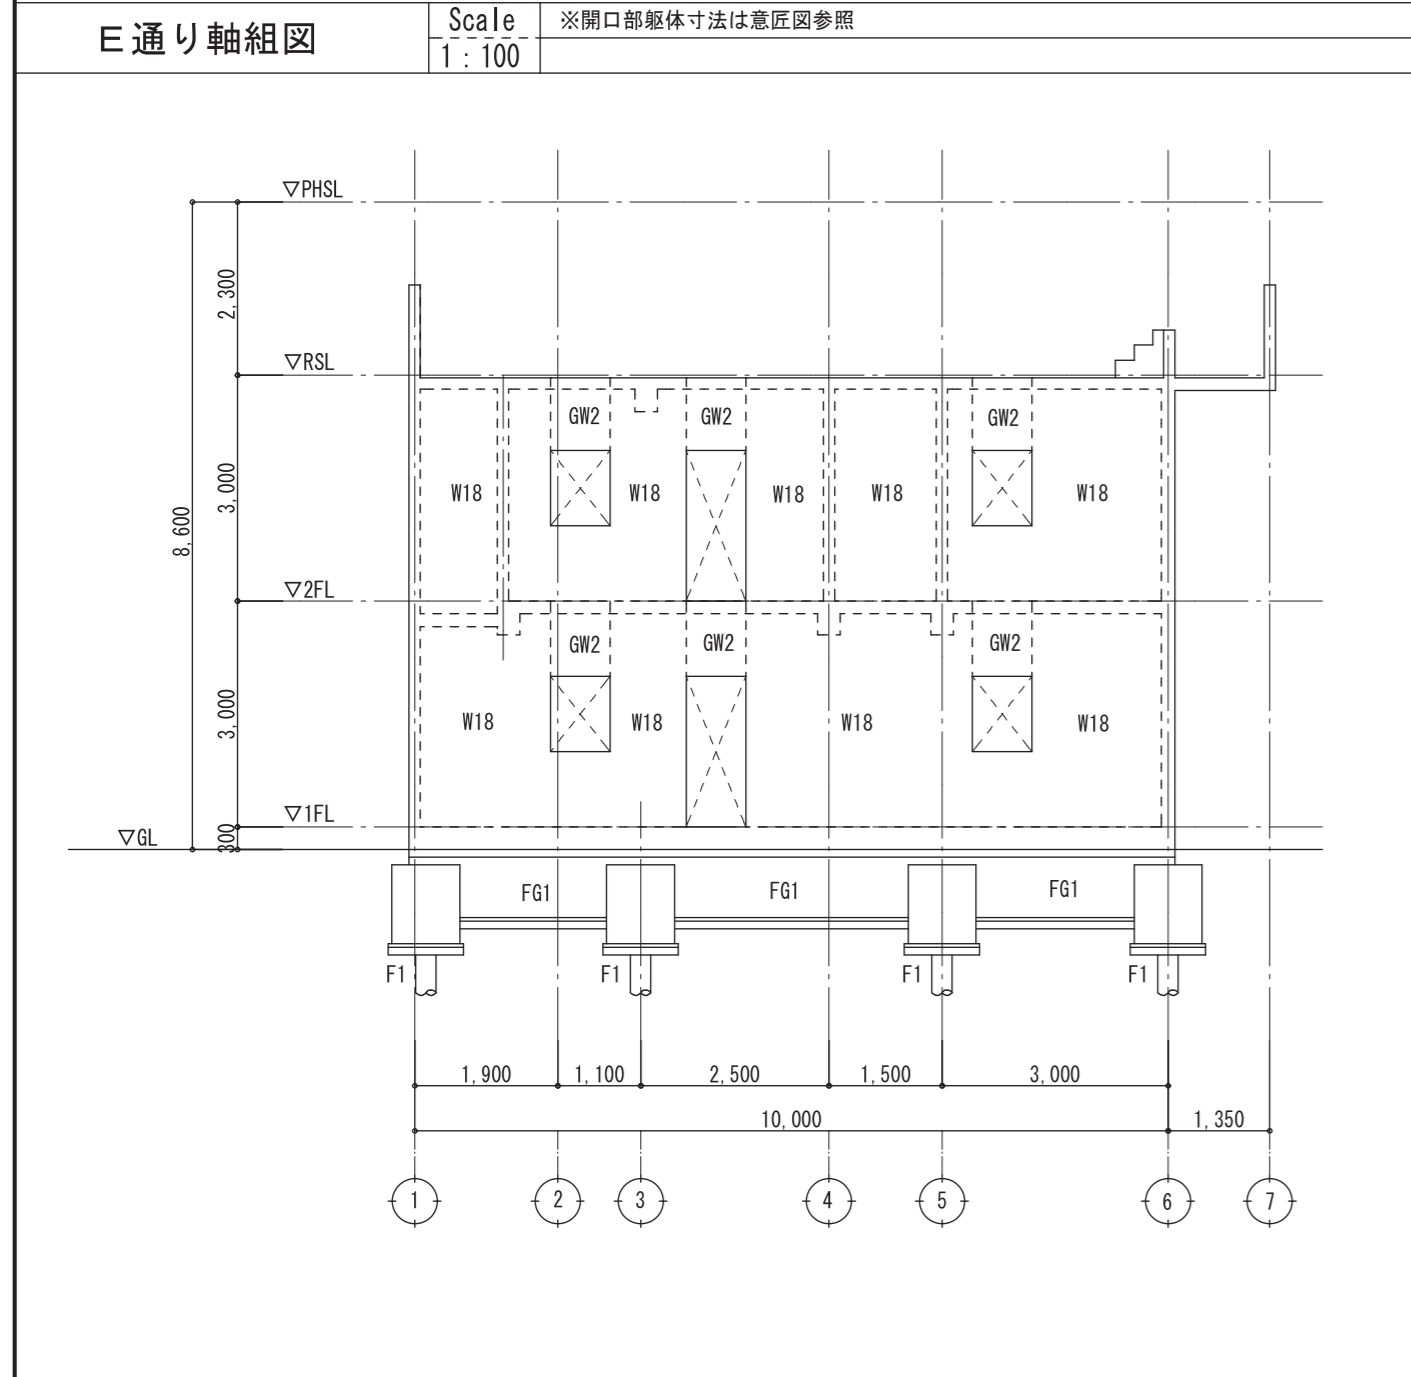 E通り軸組図
Scale
1 : 100
※開口部躯体寸法は意匠図参照
▽PHSL
2,300
▽RSL
GW2 GW2 GW2
3,000
W18 W18 W18 W18 W18
8,600
▽2FL
GW2 GW2 GW2
3,000
W18 W18 W18 W18
▽1FL
300
▽GL
FG1 FG1 FG1
F1 F1 F1 F1
1,900 1,100 2,500 1,500 3,000
10,000 1,350
1 2 3 4 5 6 7